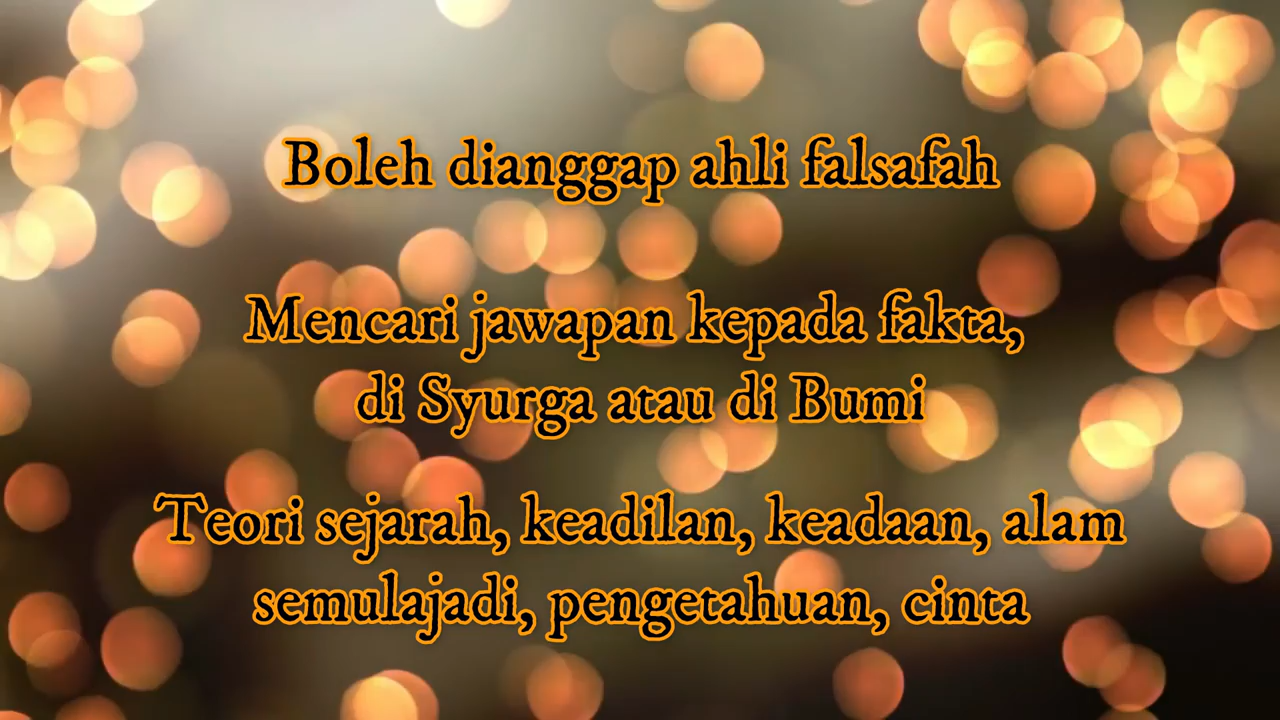 Boleh dianggap ahli falsafah
Mencari jawapan kepada fakta,
di Syurga atau di Bumi
Teori sejarah, keadilan, keadaan, alam
semulajadi, pengetahuan, cinta